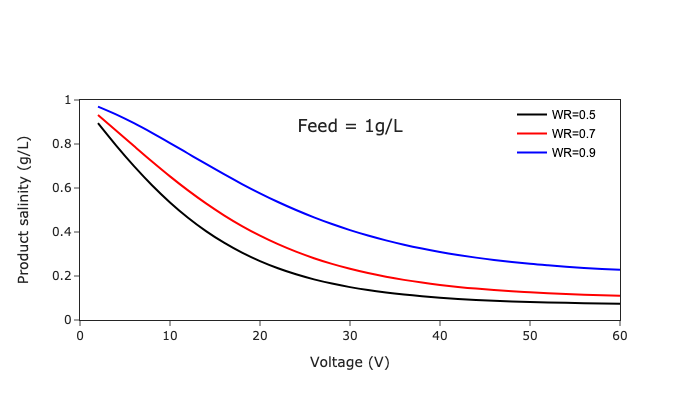 Feed = 1g/L
WR=0.5
WR=0.7
WR=0.9
Product salinity (g/L)
1
0.8
0.6
0.4
0.2
0
0 10 20 30 40 50 60
Voltage (V)